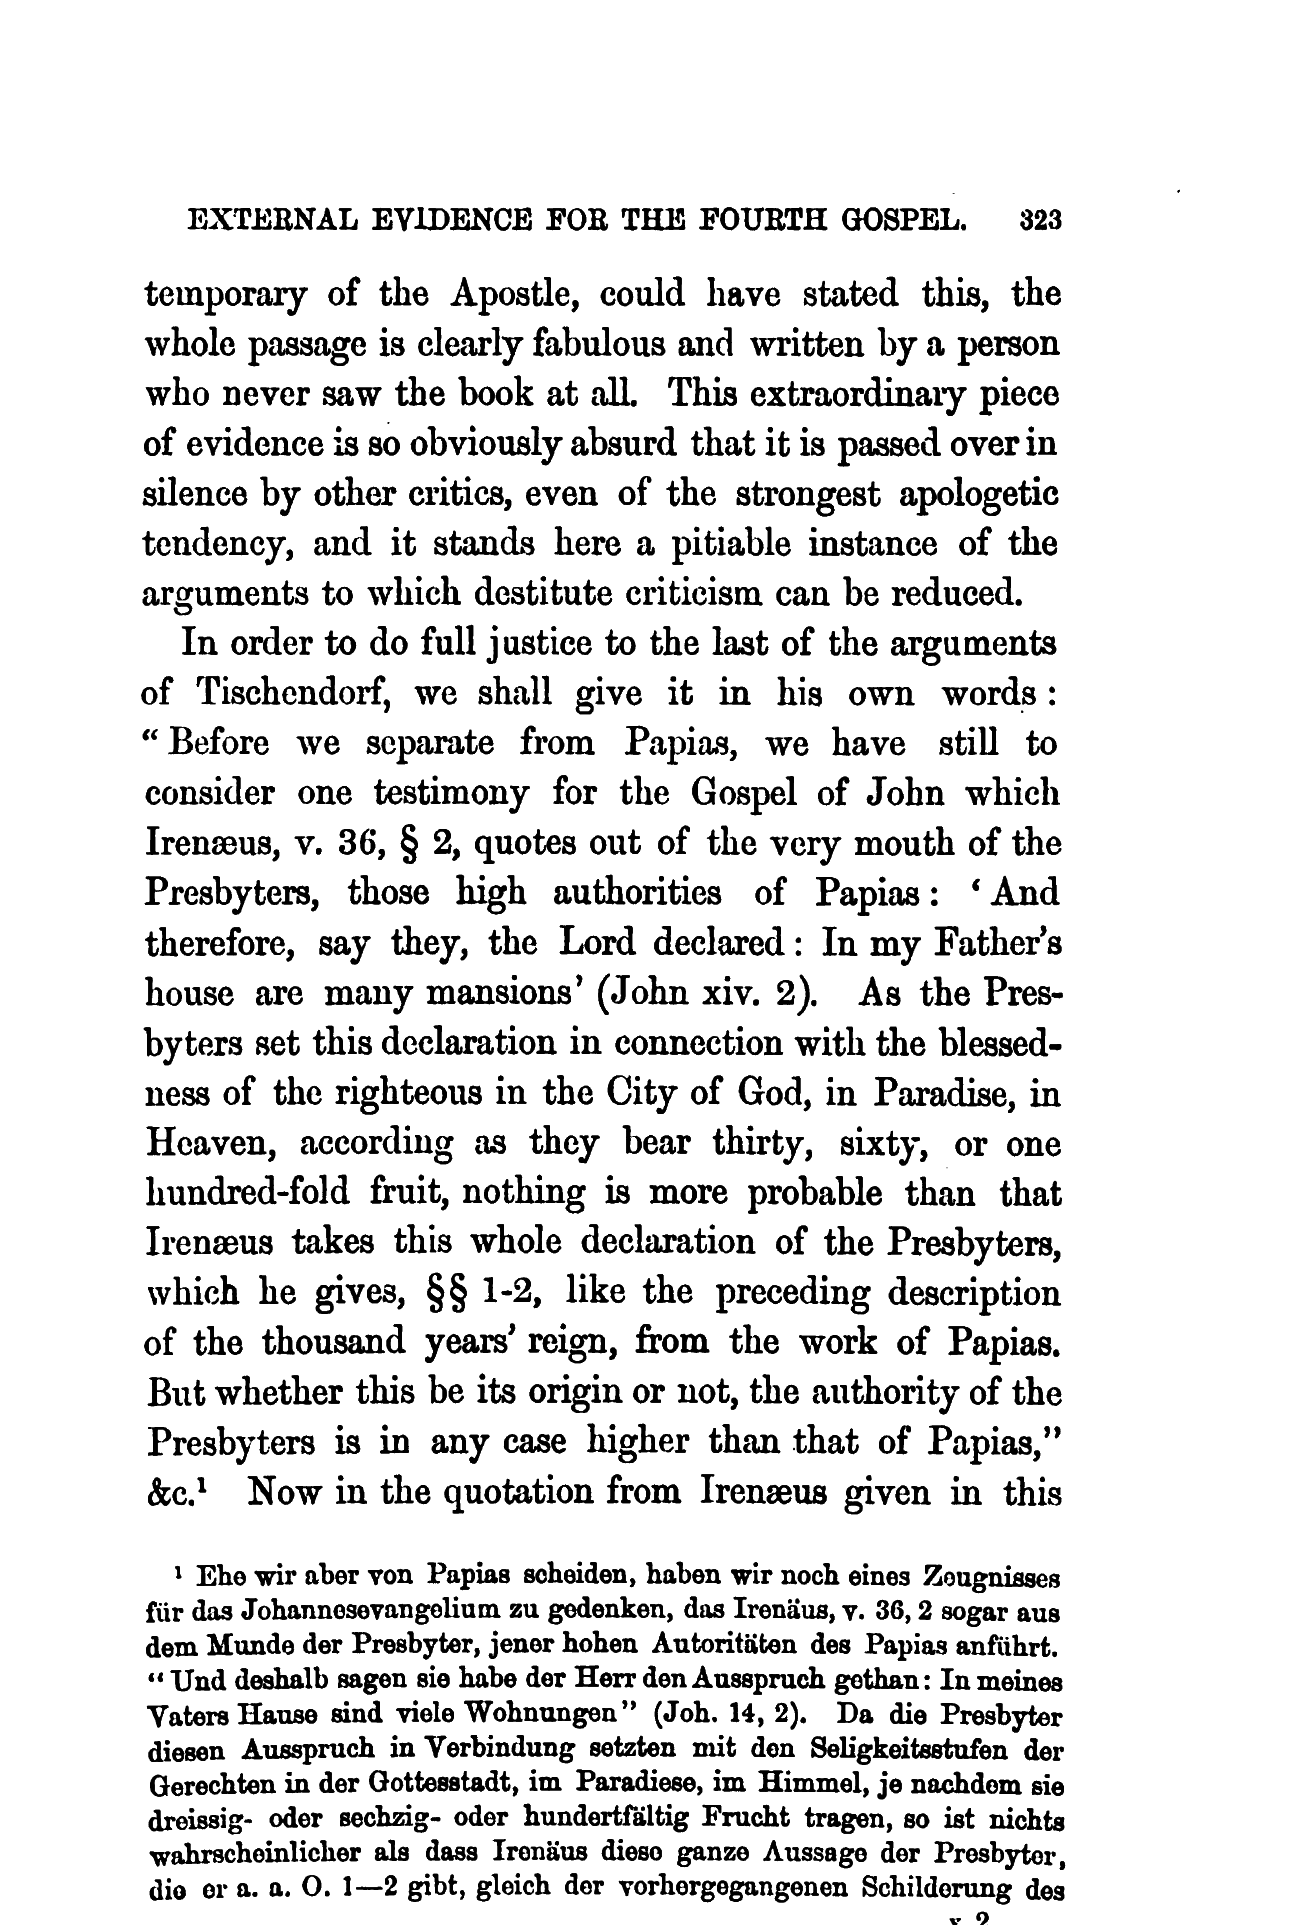 EXTERNAL EVIDENCE FOR THE FOURTH GOSPEL. 323
temporary of the Apostle, could have stated this, the
whole passage is clearly fabulous and written by a person
who never saw the book at all. This extraordinary piece
of evidence is so obviously absurd that it is passed over in
silence by other critics, even of the strongest apologetic
tendency, and it stands here a pitiable instance of the
arguments to which destitute criticism can be reduced.
In order to do full justice to the last of the arguments
of Tischendorf, we shall give it in his own words :
“ Before we separate from Papias, we have still to
consider one testimony for the Gospel of John which
Irenæus, v. 36, § 2, quotes out of the very mouth of the
Presbyters, those high authorities of Papias : ‘ And
therefore, say they, the Lord declared : In my Father’s
house are many mansions’ (John xiv. 2). As the Pres-
byters set this declaration in connection with the blessed-
ness of the righteous in the City of God, in Paradise, in
Heaven, according as they bear thirty, sixty, or one
hundred-fold fruit, nothing is more probable than that
Irenæus takes this whole declaration of the Presbyters,
which he gives, §§ 1-2, like the preceding description
of the thousand years’ reign, from the work of Papias.
But whether this be its origin or not, the authority of the
Presbyters is in any case higher than that of Papias,”
&c.¹ Now in the quotation from Irenæus given in this
¹ Ehe wir aber von Papias scheiden, haben wir noch eines Zeugnisses
für das Johannesevangelium zu gedenken, das Irenäus, v. 36, 2 sogar aus
dem Munde der Presbyter, jener hohen Autoritäten des Papias anführt.
“ Und deshalb sagen sie habe der Herr den Ausspruch gethan : In meines
Vaters Hause sind viele Wohnungen” (Joh. 14, 2). Da die Presbyter
diesen Ausspruch in Verbindung setzten mit den Seligkeitsstufen der
Gerechten in der Gottesstadt, im Paradiese, im Himmel, je nachdem sie
dreissig- oder sechzig- oder hundertfältig Frucht tragen, so ist nichts
wahrscheinlicher als dass Irenäus diese ganze Aussage der Presbyter,
die er a. a. O. 1—2 gibt, gleich der vorhergegangenen Schilderung des
Y 2